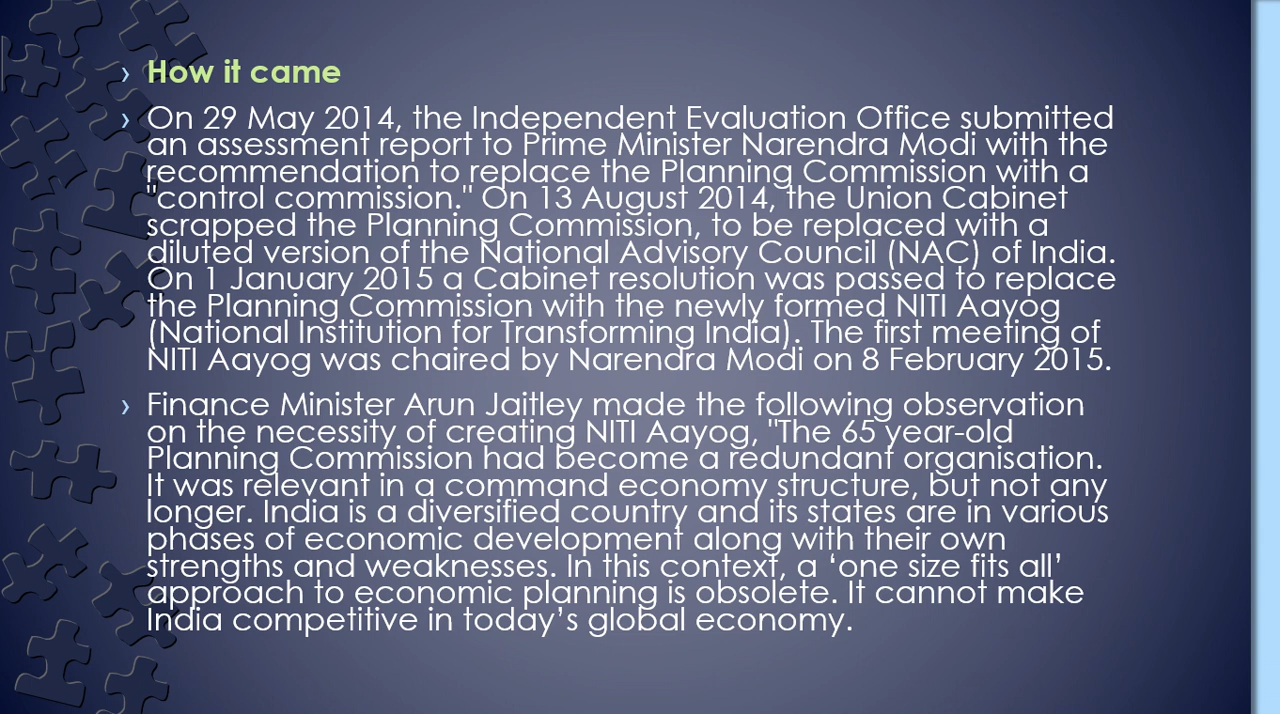 › How it came
› On 29 May 2014, the Independent Evaluation Office submitted
an assessment report to Prime Minister Narendra Modi with the
recommendation to replace the Planning Commission with a
"control commission." On 13 August 2014, the Union Cabinet
scrapped the Planning Commission, to be replaced with a
diluted version of the National Advisory Council (NAC) of India.
On 1 January 2015 a Cabinet resolution was passed to replace
the Planning Commission with the newly formed NITI Aayog
(National Institution for Transforming India). The first meeting of
NITI Aayog was chaired by Narendra Modi on 8 February 2015.
› Finance Minister Arun Jaitley made the following observation
on the necessity of creating NITI Aayog, "The 65 year-old
Planning Commission had become a redundant organisation.
It was relevant in a command economy structure, but not any
longer. India is a diversified country and its states are in various
phases of economic development along with their own
strengths and weaknesses. In this context, a ‘one size fits all’
approach to economic planning is obsolete. It cannot make
India competitive in today’s global economy.